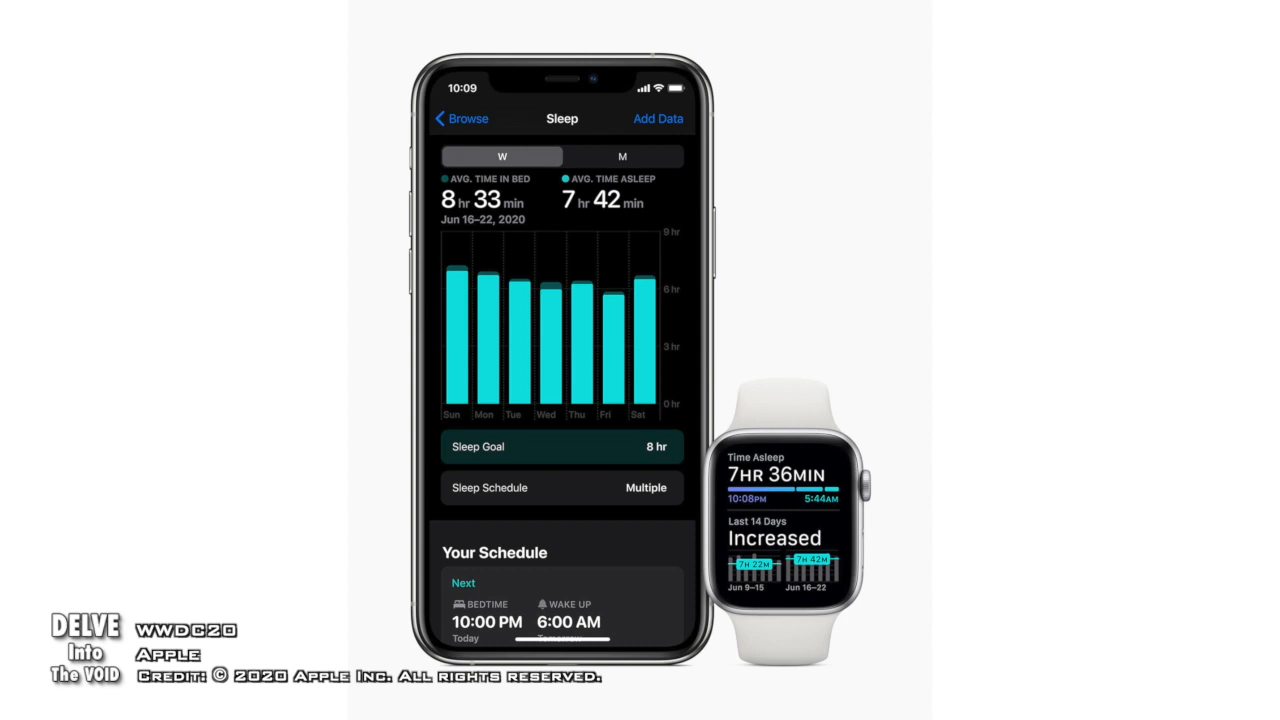 10:09
Browse Sleep Add Data
W M
AVG. TIME IN BED AVG. TIME ASLEEP
8 hr 33 min 7 hr 42 min
Jun 16–22, 2020
9 hr
6 hr
3 hr
0 hr
Sun Mon Tue Wed Thu Fri Sat
Sleep Goal 8 hr
Sleep Schedule Multiple
Your Schedule
Next
BEDTIME WAKE UP
10:00 PM 6:00 AM
Today Tomorrow
Time Asleep
7HR 36MIN
10:08PM 5:44AM
Last 14 Days
Increased
7H 22M 7H 42M
Jun 9–15 Jun 16–22
DELVE
Into
The VOID
WWDC20
Apple
Credit: © 2020 Apple Inc. All rights reserved.